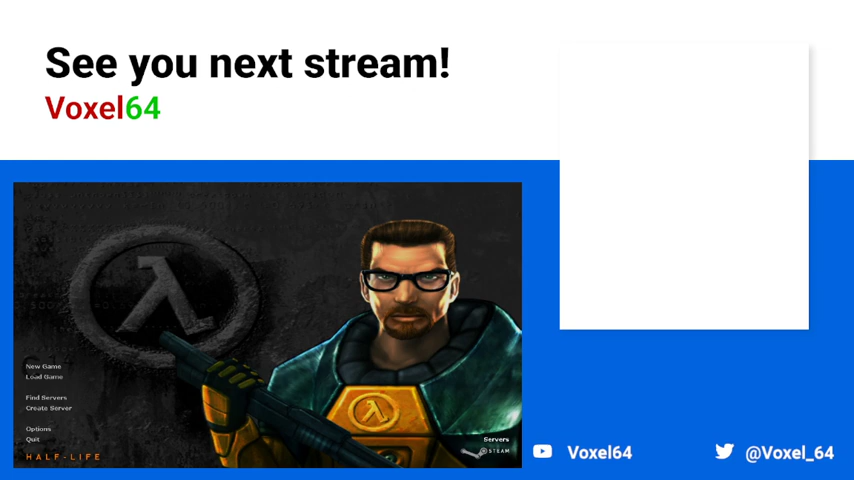 See you next stream!
Voxel64
New Game
Load Game
Find Servers
Create Server
Options
Quit
HALF-LIFE
Servers
STEAM
Voxel64
@Voxel_64